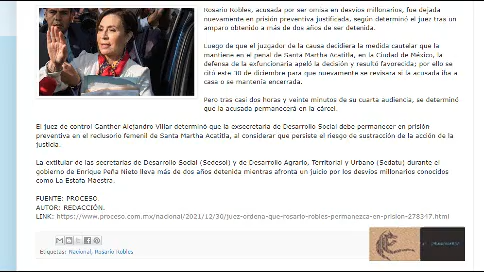 Rosario Robles, acusada por ser omisa en desvíos millonarios, fue dejada
nuevamente en prisión preventiva justificada, según determinó el juez tras un
amparo obtenido a más de dos años de ser detenida.
Luego de que el juzgador de la causa decidiera la medida cautelar que la
mantiene en el penal de Santa Martha Acatitla, en la Ciudad de México, la
defensa de la exfuncionaria apeló la decisión y resultó favorecida; por ello se
citó este 30 de diciembre para que nuevamente se revisara si la acusada iba a
casa o se mantenía encerrada.
Pero tras casi dos horas y veinte minutos de su cuarta audiencia, se determinó
que la acusada permanecerá en la cárcel.
El juez de control Ganther Alejandro Villar determinó que la exsecretaria de Desarrollo Social debe permanecer en prisión
preventiva en el reclusorio femenil de Santa Martha Acatitla, al considerar que persiste el riesgo de sustracción de la acción de la
justicia.
La extitular de las secretarías de Desarrollo Social (Sedesol) y de Desarrollo Agrario, Territorial y Urbano (Sedatu) durante el
gobierno de Enrique Peña Nieto lleva más de dos años detenida mientras afronta un juicio por los desvíos millonarios conocidos
como La Estafa Maestra.
FUENTE: PROCESO.
AUTOR: REDACCIÓN.
LINK: https://www.proceso.com.mx/nacional/2021/12/30/juez-ordena-que-rosario-robles-permanezca-en-prision-278347.html
Etiquetas: Nacional, Rosario Robles